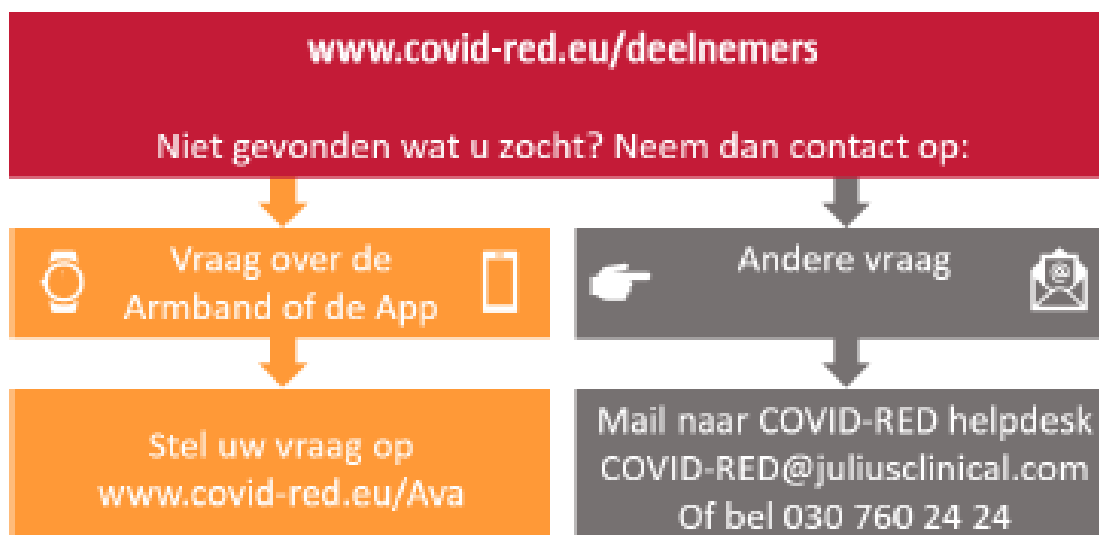 www.covid-red.eu/deelnemers
Niet gevonden wat u zocht? Neem dan contact op:
Vraag over de
Armband of de App
Andere vraag
Stel uw vraag op
www.covid-red.eu/Ava
Mail naar COVID-RED helpdesk
COVID-RED@juliusclinical.com
Of bel 030 760 24 24